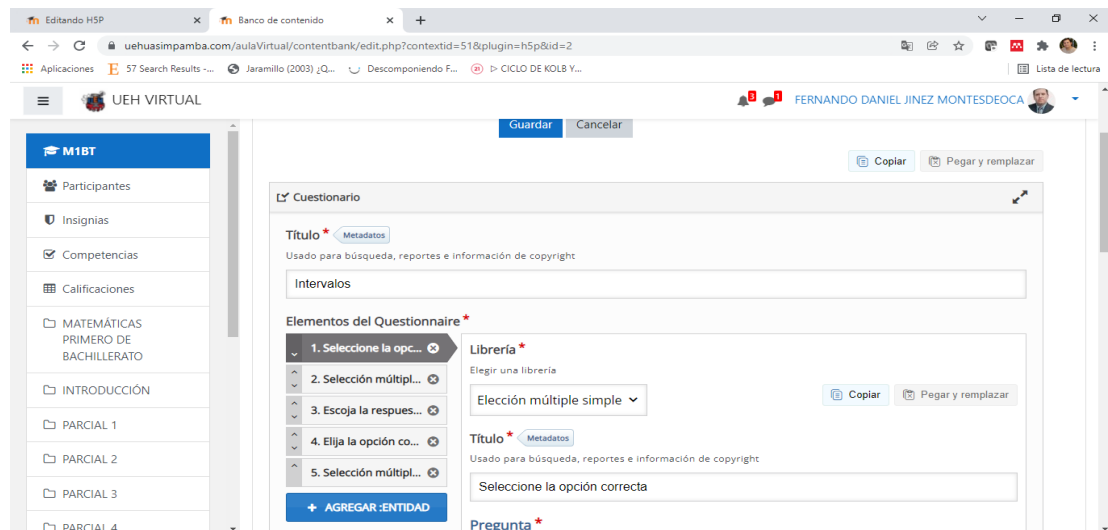 Editando H5P
Banco de contenido
uehuasimpamba.com/aulaVirtual/contentbank/edit.php?contextid=51&plugin=h5p&id=2
Aplicaciones
57 Search Results -...
Jaramillo (2003) ¿Q...
Descomponiendo F...
▷ CICLO DE KOLB Y...
Lista de lectura
UEH VIRTUAL
3
1
FERNANDO DANIEL JINEZ MONTESDEOCA
M1BT
Participantes
Insignias
Competencias
Calificaciones
MATEMÁTICAS
PRIMERO DE
BACHILLERATO
INTRODUCCIÓN
PARCIAL 1
PARCIAL 2
PARCIAL 3
PARCIAL 4
Guardar
Cancelar
Copiar
Pegar y remplazar
Cuestionario
Título *
Metadatos
Usado para búsqueda, reportes e información de copyright
Intervalos
Elementos del Questionnaire *
1. Seleccione la opc...
2. Selección múltipl...
3. Escoja la respues...
4. Elija la opción co...
5. Selección múltipl...
+ AGREGAR :ENTIDAD
Librería *
Elegir una librería
Elección múltiple simple
Copiar
Pegar y remplazar
Título *
Metadatos
Usado para búsqueda, reportes e información de copyright
Seleccione la opción correcta
Pregunta *